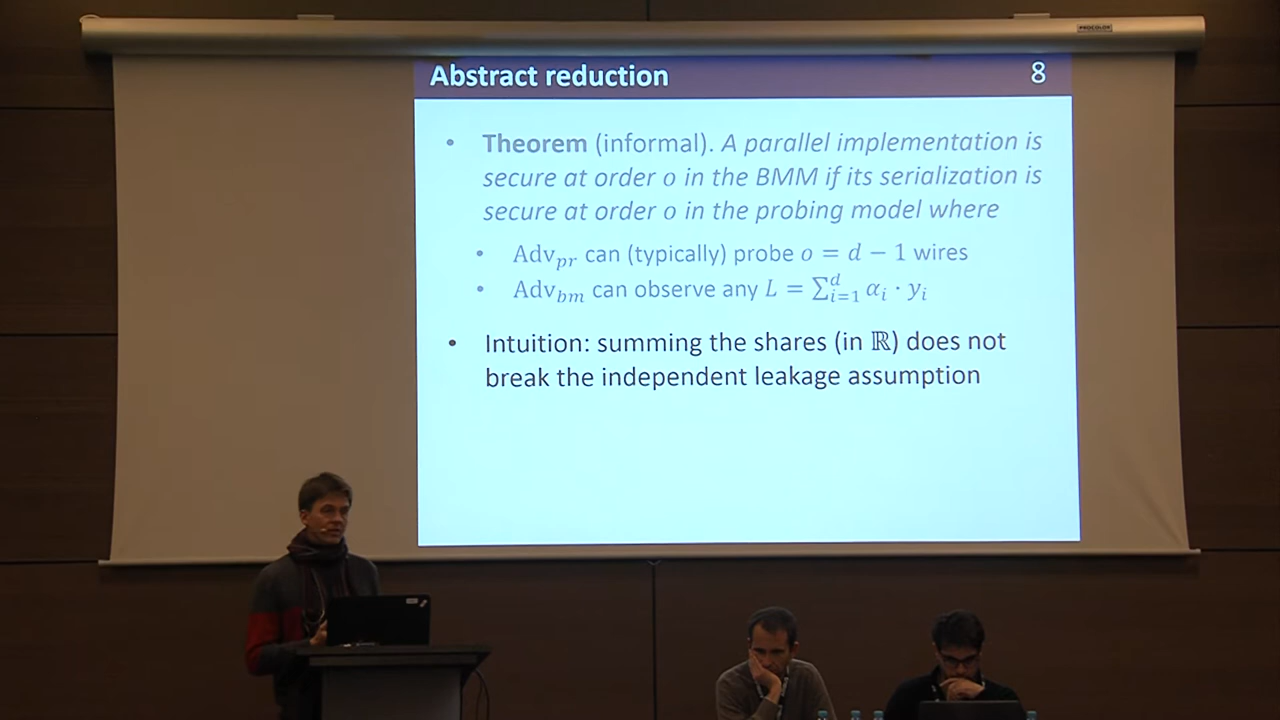 PROCOLOR
Abstract reduction 8
• Theorem (informal). A parallel implementation is
secure at order o in the BMM if its serialization is
secure at order o in the probing model where
• Adv_pr can (typically) probe o = d − 1 wires
• Adv_bm can observe any L = ∑_{i=1}^{d} α_i · y_i
• Intuition: summing the shares (in ℝ) does not
break the independent leakage assumption